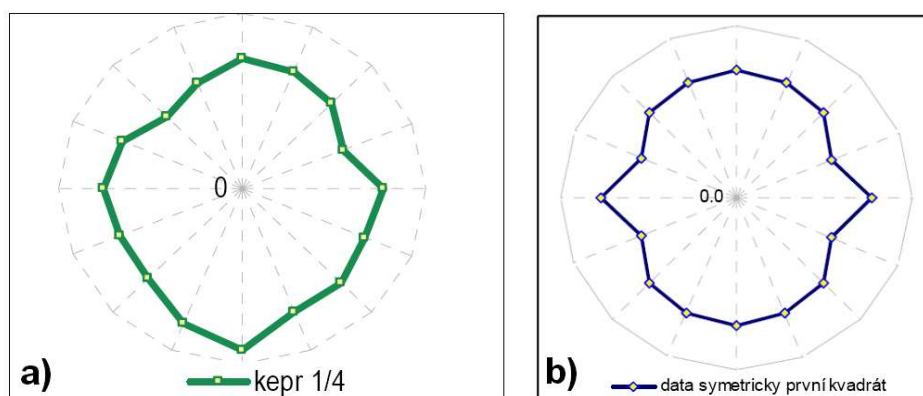 0
a)
kepr 1/4
0.0
b)
data symetricky první kvadrát